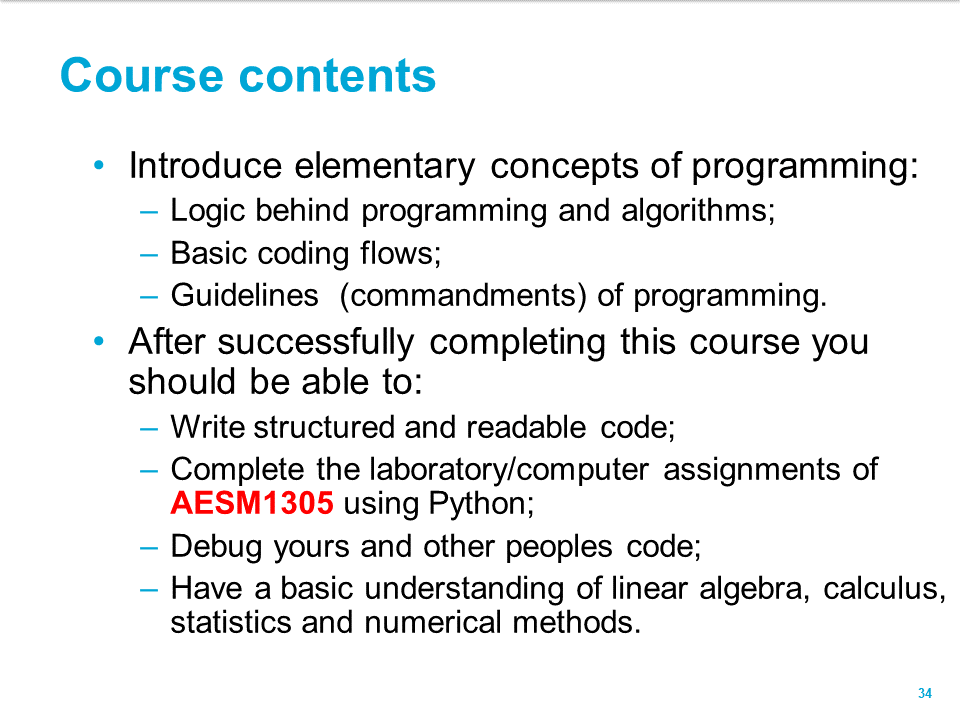 Course contents
• Introduce elementary concepts of programming:
– Logic behind programming and algorithms;
– Basic coding flows;
– Guidelines  (commandments) of programming.
• After successfully completing this course you
should be able to:
– Write structured and readable code;
– Complete the laboratory/computer assignments of
AESM1305 using Python;
– Debug yours and other peoples code;
– Have a basic understanding of linear algebra, calculus,
statistics and numerical methods.
34